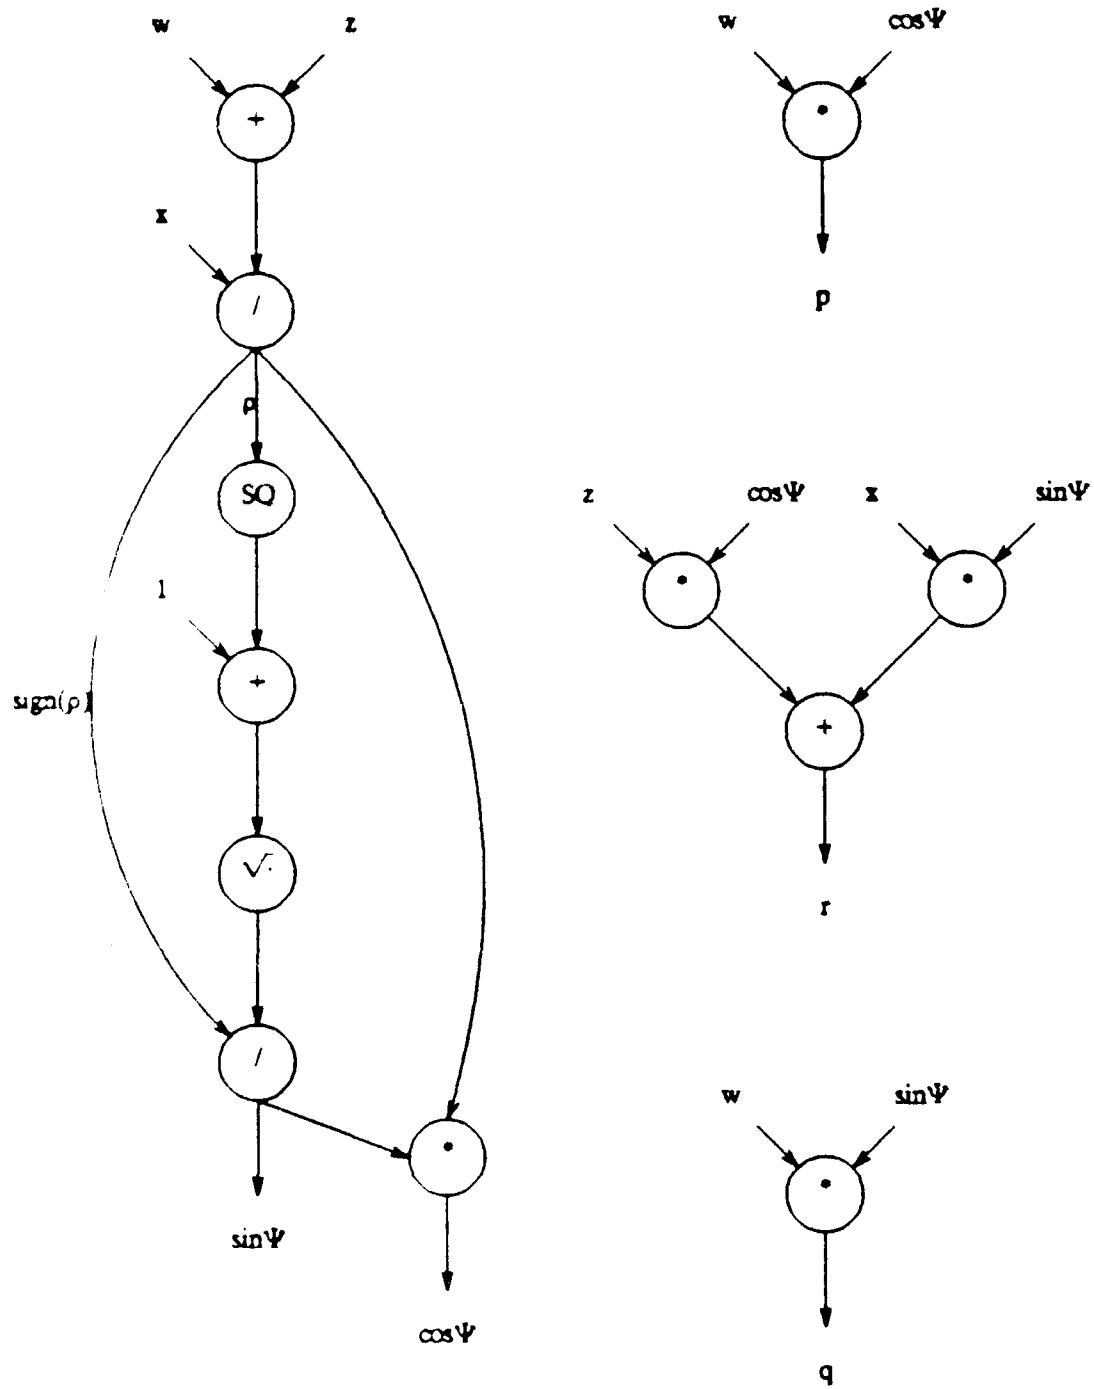 w z
+
x
/
ρ
SQ
1
+
sign(ρ)
√.
/
sinΨ
•
cosΨ
w cosΨ
•
p
z cosΨ x sinΨ
• •
+
r
w sinΨ
•
q